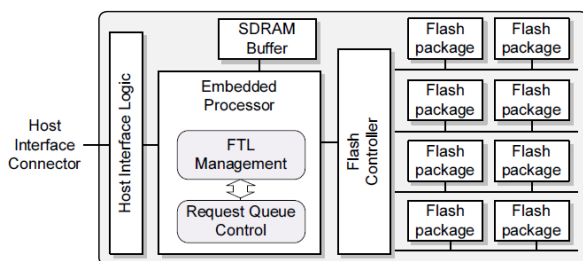 SDRAM
Buffer
Flash
package
Flash
package
Host
Interface
Connector
Host Interface Logic
Embedded
Processor
FTL
Management
Request Queue
Control
Flash
Controller
Flash
package
Flash
package
Flash
package
Flash
package
Flash
package
Flash
package